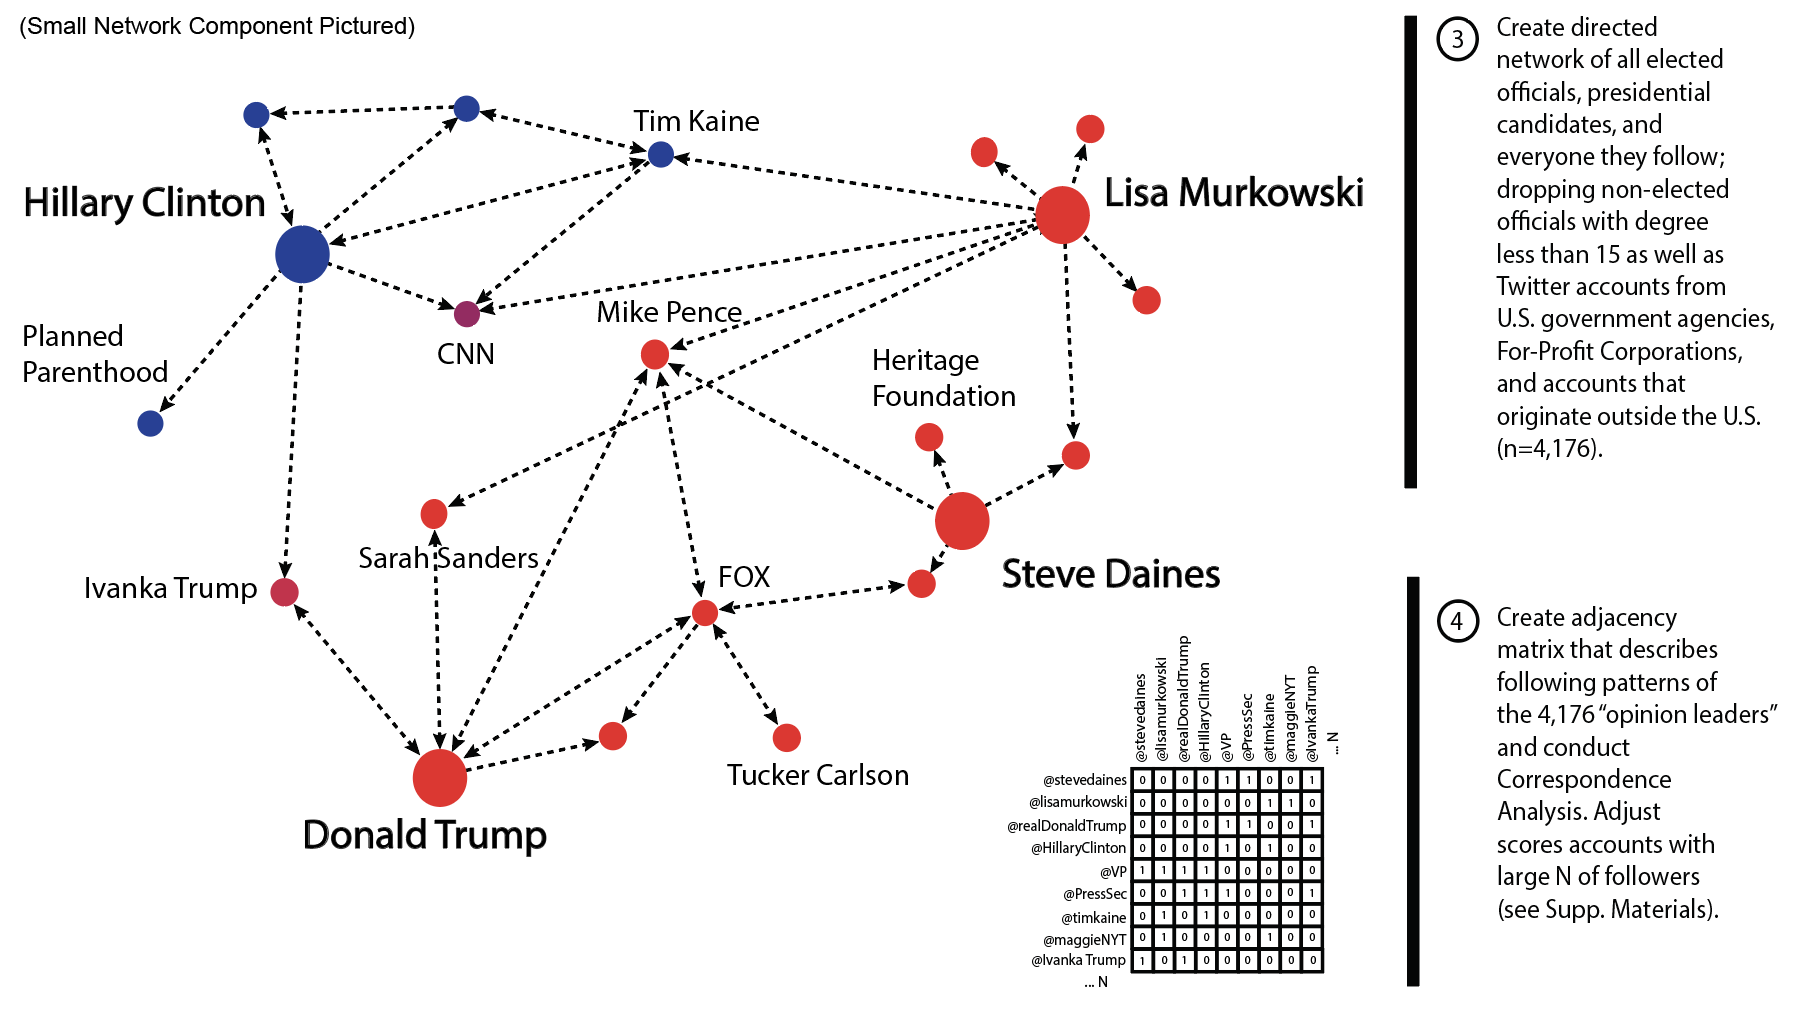 (Small Network Component Pictured)
Tim Kaine
Hillary Clinton
Lisa Murkowski
Mike Pence
Planned
Parenthood
CNN
Heritage
Foundation
Sarah Sanders
Ivanka Trump
FOX
Steve Daines
Tucker Carlson
Donald Trump
3
Create directed
network of all elected
officials, presidential
candidates, and
everyone they follow;
dropping non-elected
officials with degree
less than 15 as well as
Twitter accounts from
U.S. government agencies,
For-Profit Corporations,
and accounts that
originate outside the U.S.
(n=4,176).
4
Create adjacency
matrix that describes
following patterns of
the 4,176 “opinion leaders”
and conduct
Correspondence
Analysis. Adjust
scores accounts with
large N of followers
(see Supp. Materials).
@stevedaines @lisamurkowski @realDonaldTrump @HIllaryClinton @VP @PressSec @timkaine @maggieNYT @IvankaTrump ... N
@stevedaines 0 0 0 0 1 1 0 0 1
@lisamurkowski 0 0 0 0 0 0 1 1 0
@realDonaldTrump 0 0 0 0 1 1 0 0 1
@HillaryClinton 0 0 0 0 1 0 1 0 0
@VP 1 1 1 1 0 0 0 0 0
@PressSec 0 0 1 1 1 0 0 0 1
@timkaine 0 1 0 1 0 0 0 0 0
@maggieNYT 0 1 0 0 0 0 1 0 0
@Ivanka Trump 1 0 1 0 0 0 0 0 0
... N